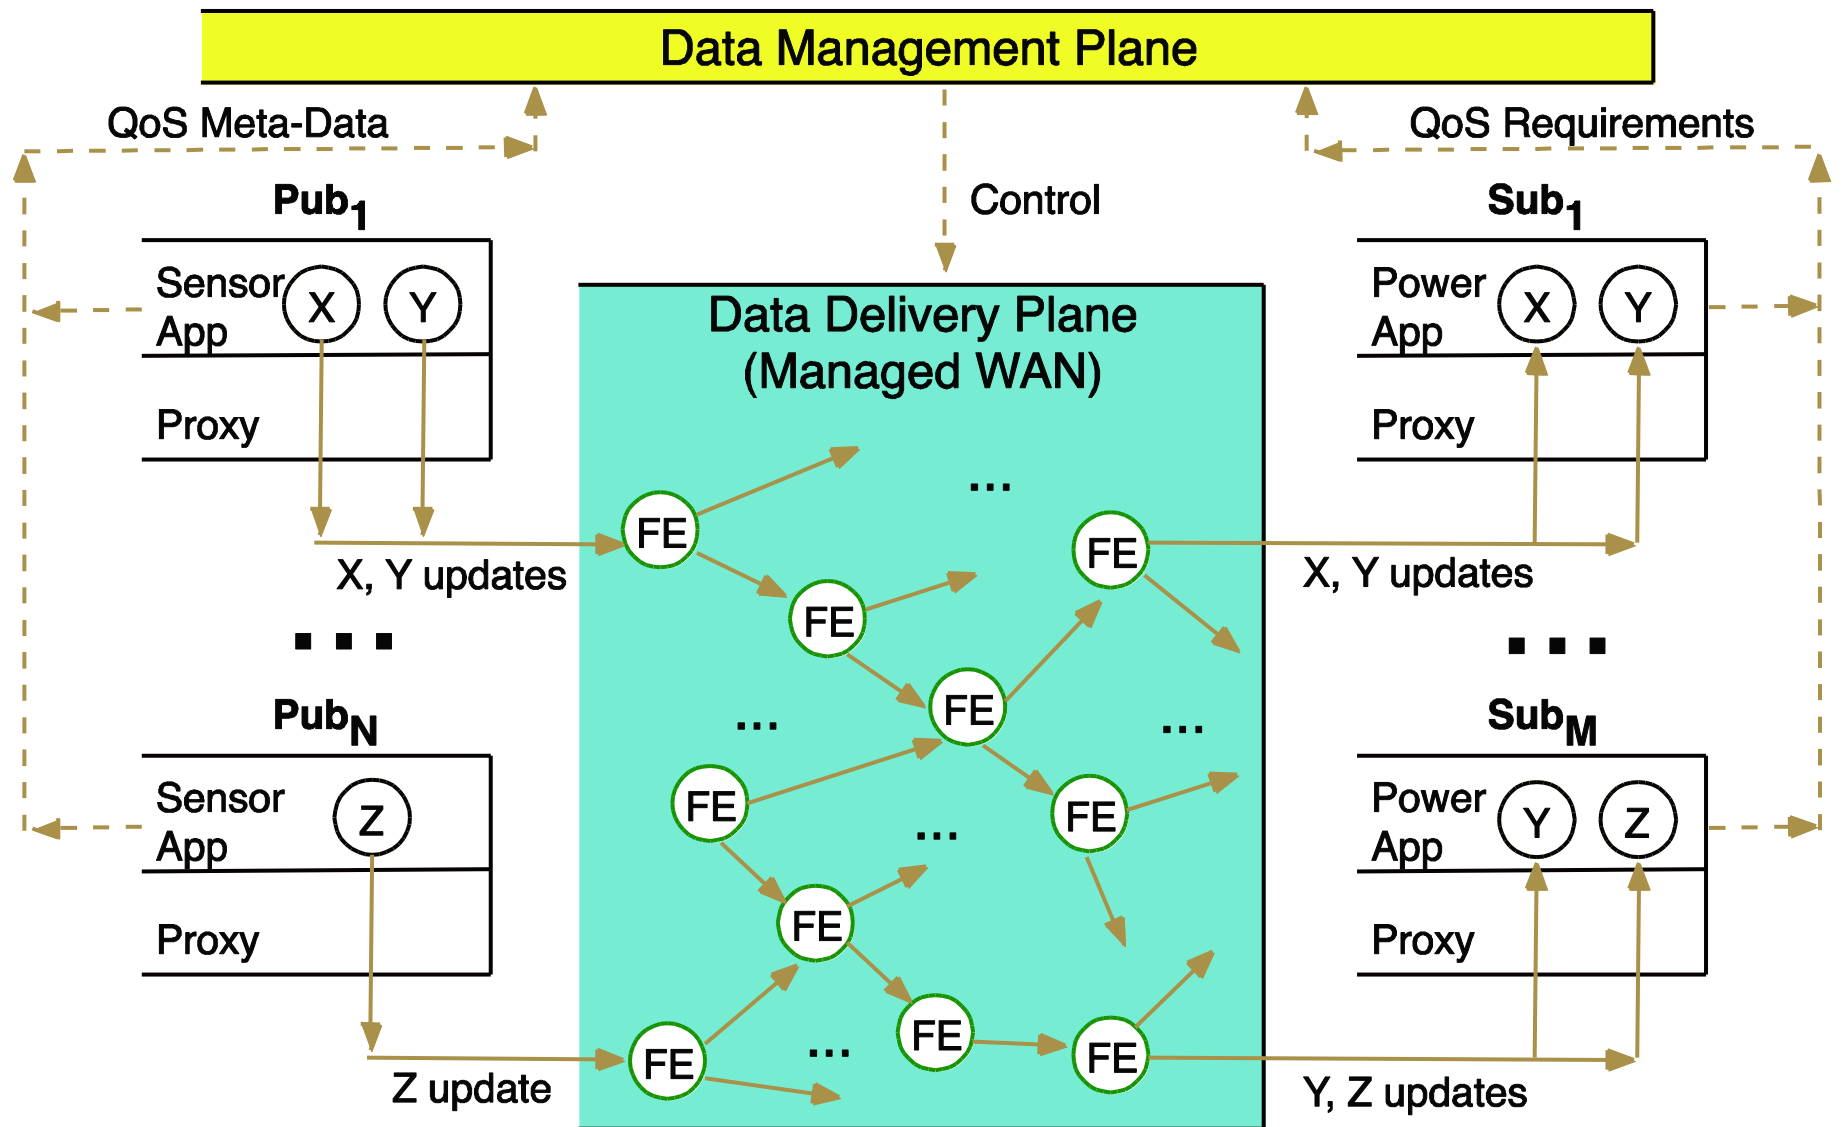 Data Management Plane
QoS Meta-Data
QoS Requirements
Control
Pub1
Sensor
App
X
Y
Proxy
X, Y updates
...
PubN
Sensor
App
Z
Proxy
Z update
Data Delivery Plane
(Managed WAN)
...
FE
FE
FE
FE
...
...
FE
FE
...
FE
FE
FE
FE
...
Sub1
Power
App
X
Y
Proxy
X, Y updates
...
SubM
Power
App
Y
Z
Proxy
Y, Z updates